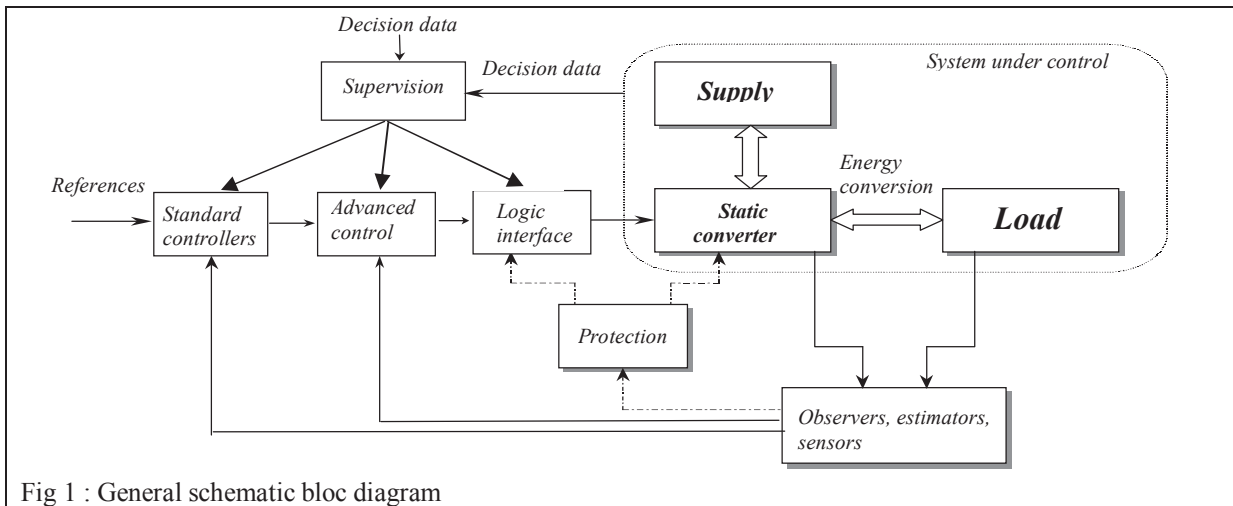 Decision data
Decision data
System under control
Supervision
Supply
Energy
conversion
References
Standard
controllers
Advanced
control
Logic
interface
Static
converter
Load
Protection
Observers, estimators,
sensors
Fig 1 : General schematic bloc diagram